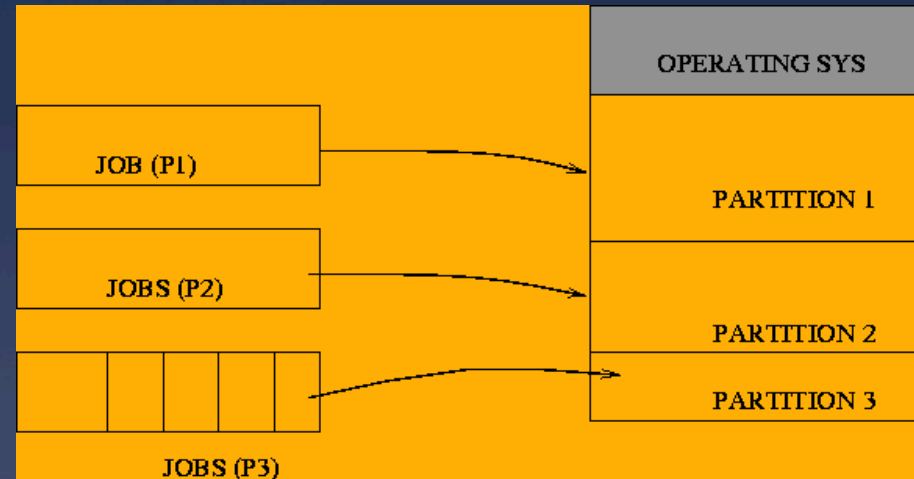 OPERATING SYS
JOB (P1)
PARTITION 1
JOBS (P2)
PARTITION 2
PARTITION 3
JOBS (P3)